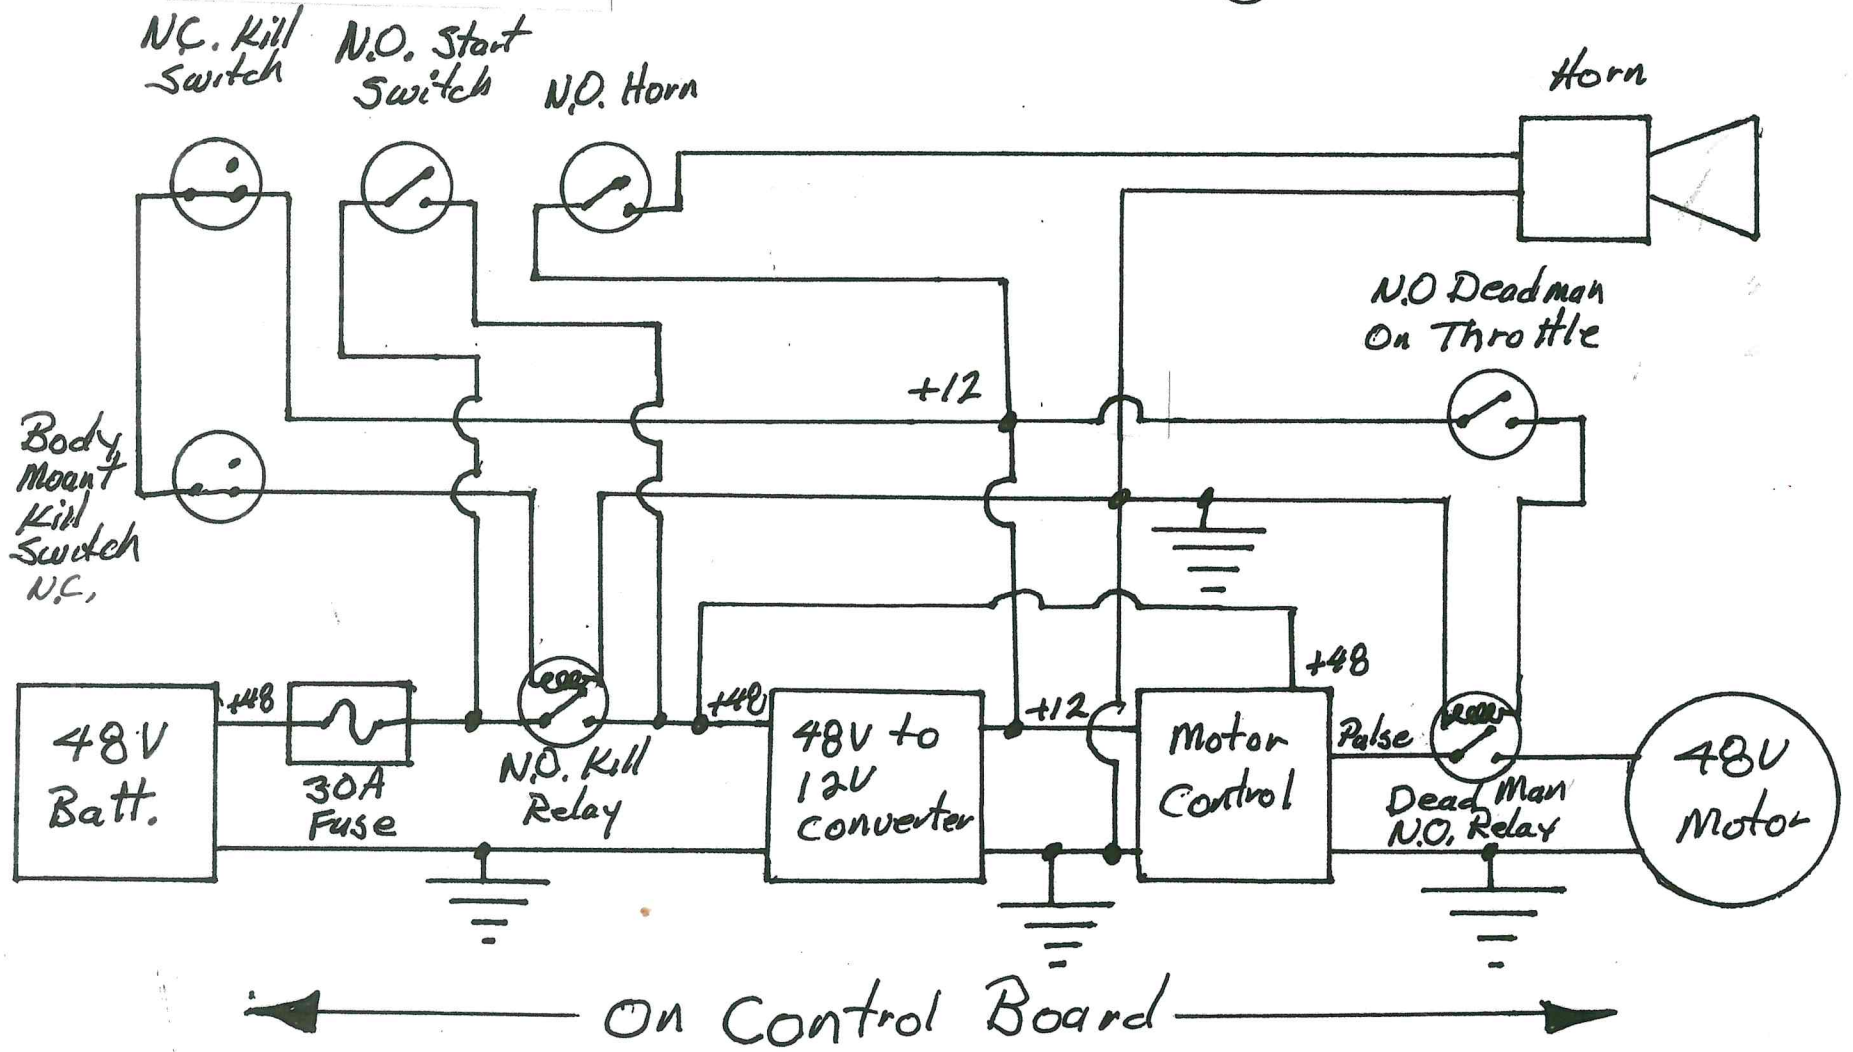 N.C. Kill
Switch
N.O. Start
Switch
N.O. Horn
Horn
N.O Deadman
On Throttle
+12
Body
Moant
Kill
Switch
N.C.
+48
+48
+12
+48
Pulse
48V
Batt.
30A
Fuse
N.O. Kill
Relay
48V to
12V
Converter
Motor
Control
Dead Man
N.O. Relay
48V
Motor
On Control Board